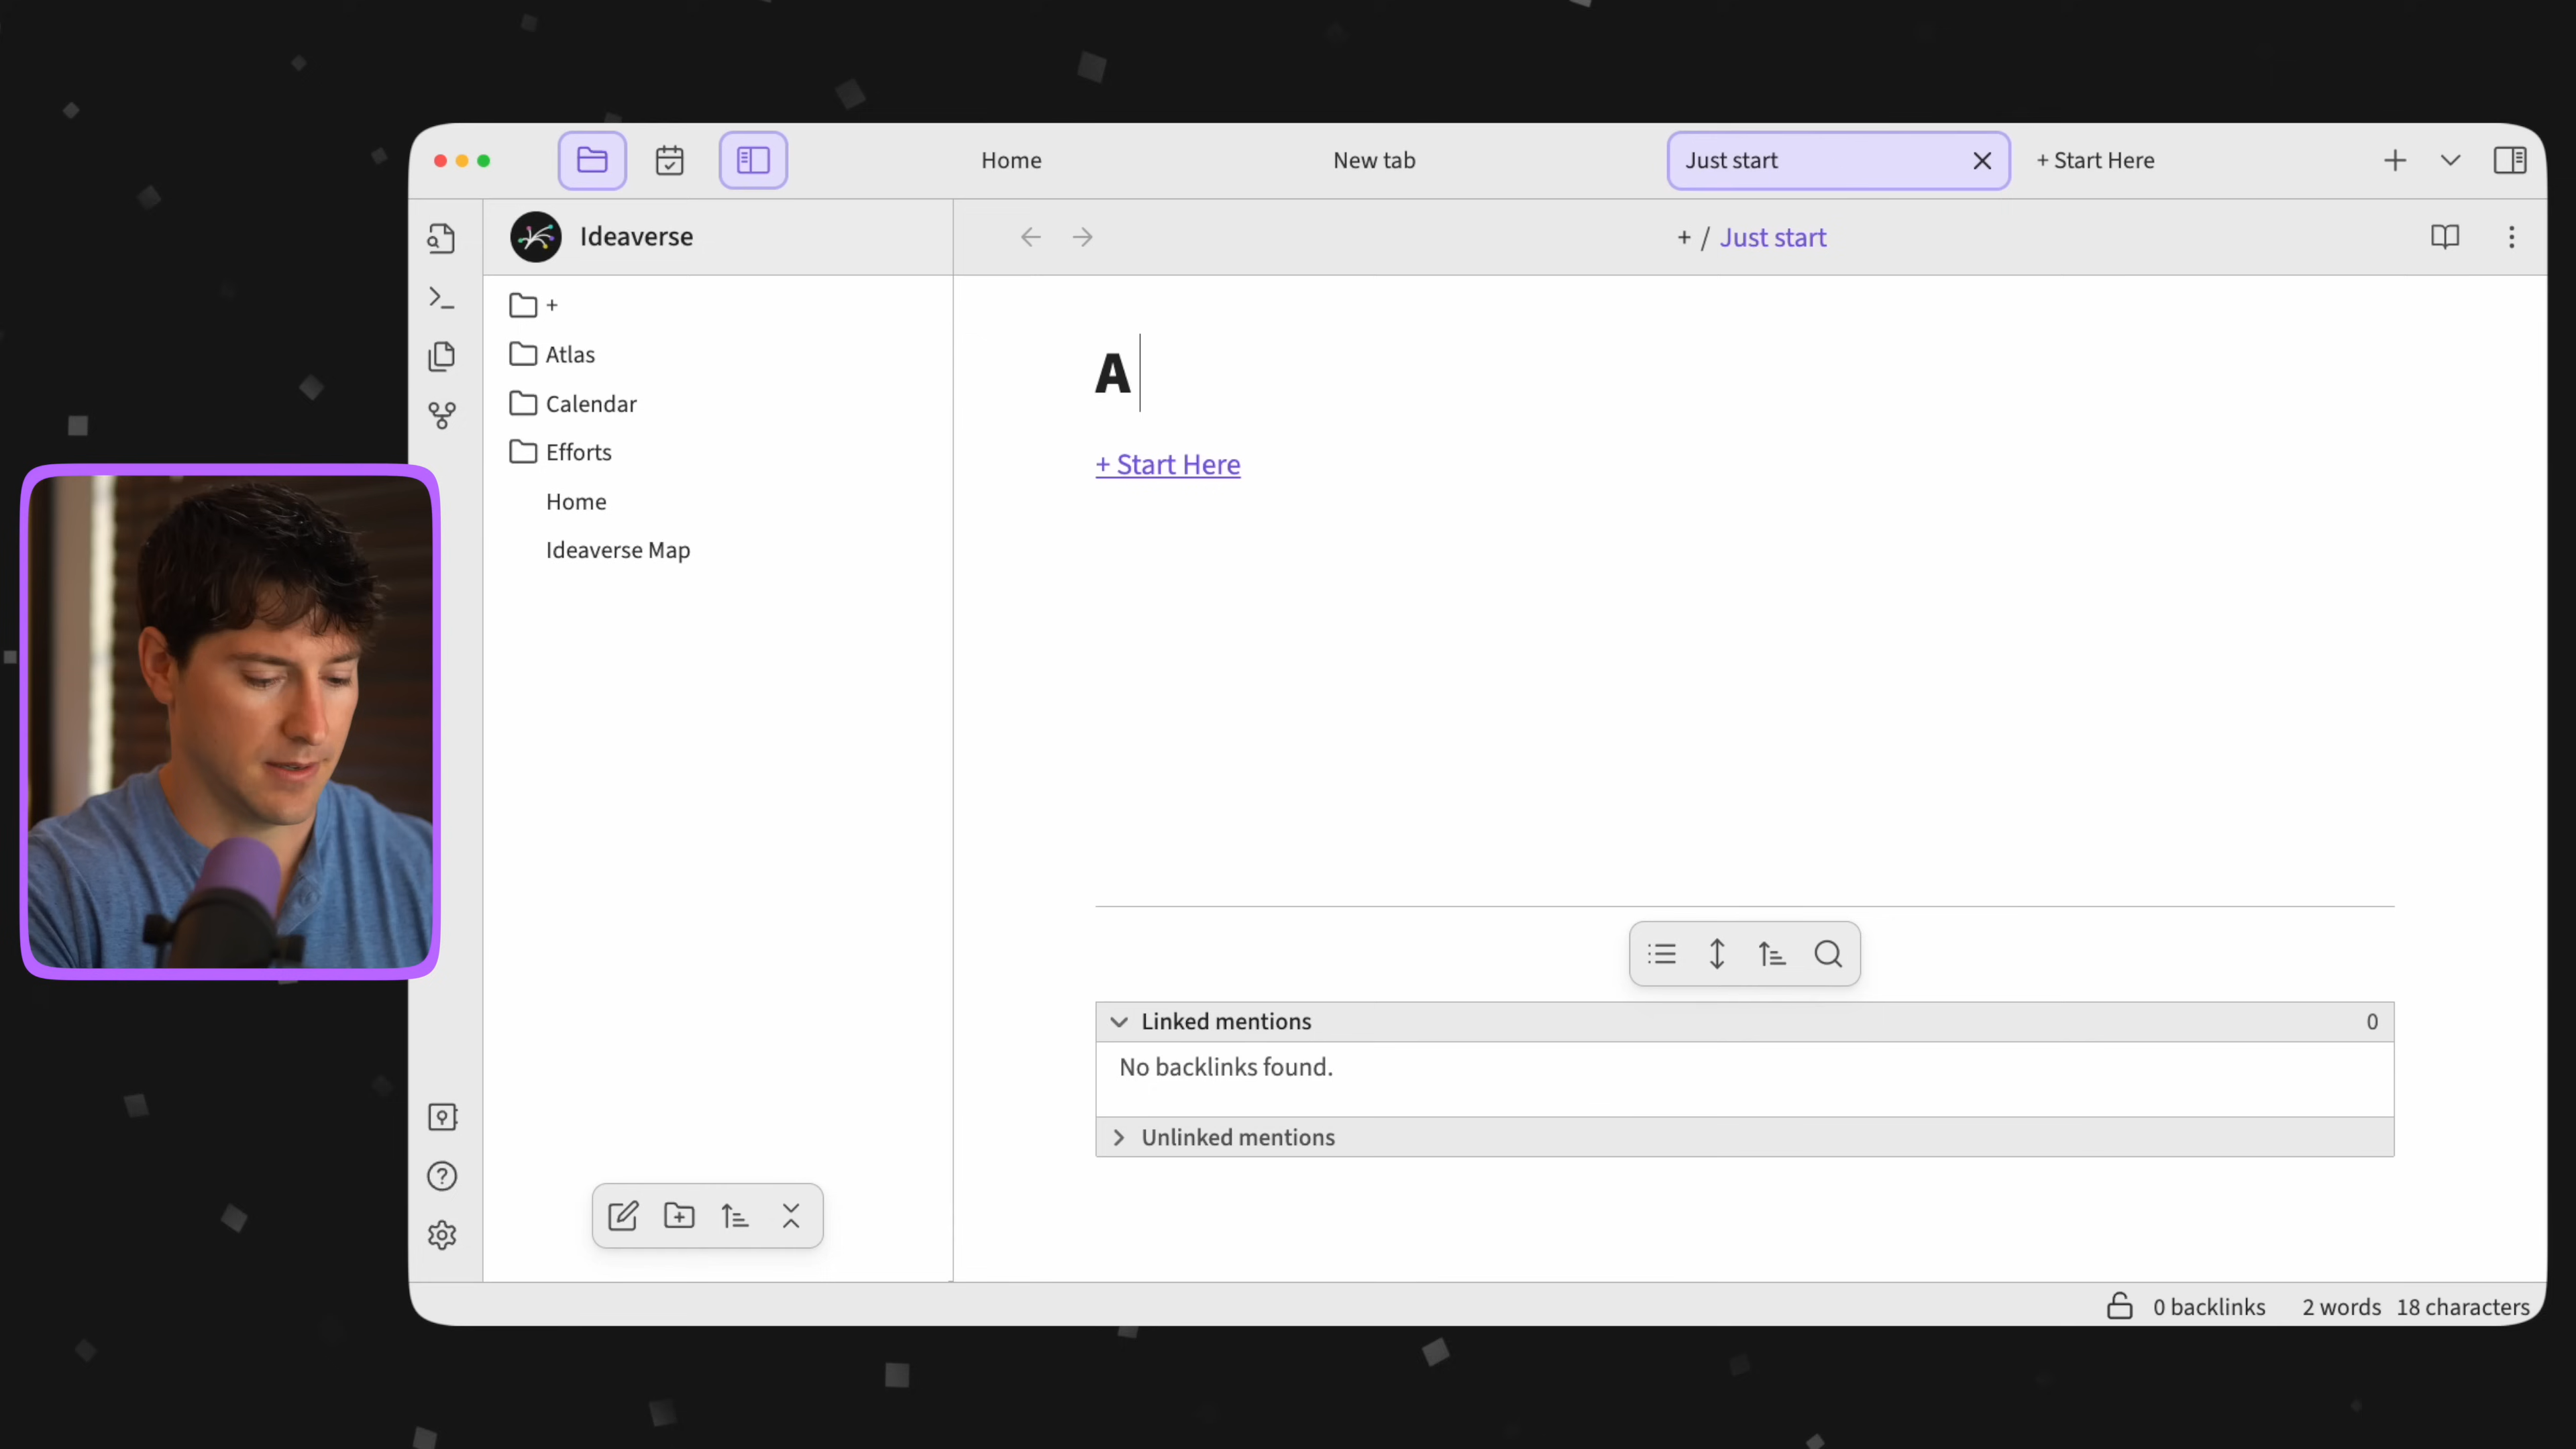 Home
New tab
Just start
+ Start Here
Ideaverse
+ / Just start
+
Atlas
Calendar
Efforts
Home
Ideaverse Map
A
+ Start Here
Linked mentions 0
No backlinks found.
Unlinked mentions
0 backlinks 2 words 18 characters